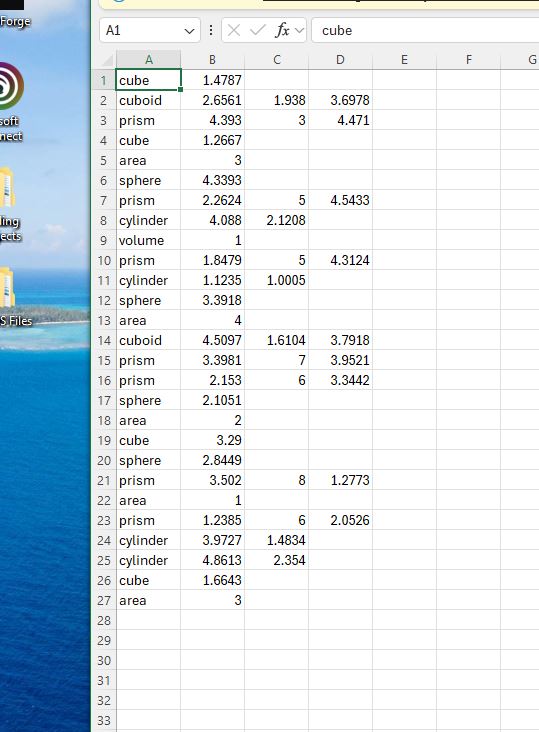 A1 fx cube
Forge
soft
nect
ling
ects
S Files
A B C D E F G
1 cube 1.4787
2 cuboid 2.6561 1.938 3.6978
3 prism 4.393 3 4.471
4 cube 1.2667
5 area 3
6 sphere 4.3393
7 prism 2.2624 5 4.5433
8 cylinder 4.088 2.1208
9 volume 1
10 prism 1.8479 5 4.3124
11 cylinder 1.1235 1.0005
12 sphere 3.3918
13 area 4
14 cuboid 4.5097 1.6104 3.7918
15 prism 3.3981 7 3.9521
16 prism 2.153 6 3.3442
17 sphere 2.1051
18 area 2
19 cube 3.29
20 sphere 2.8449
21 prism 3.502 8 1.2773
22 area 1
23 prism 1.2385 6 2.0526
24 cylinder 3.9727 1.4834
25 cylinder 4.8613 2.354
26 cube 1.6643
27 area 3
28
29
30
31
32
33